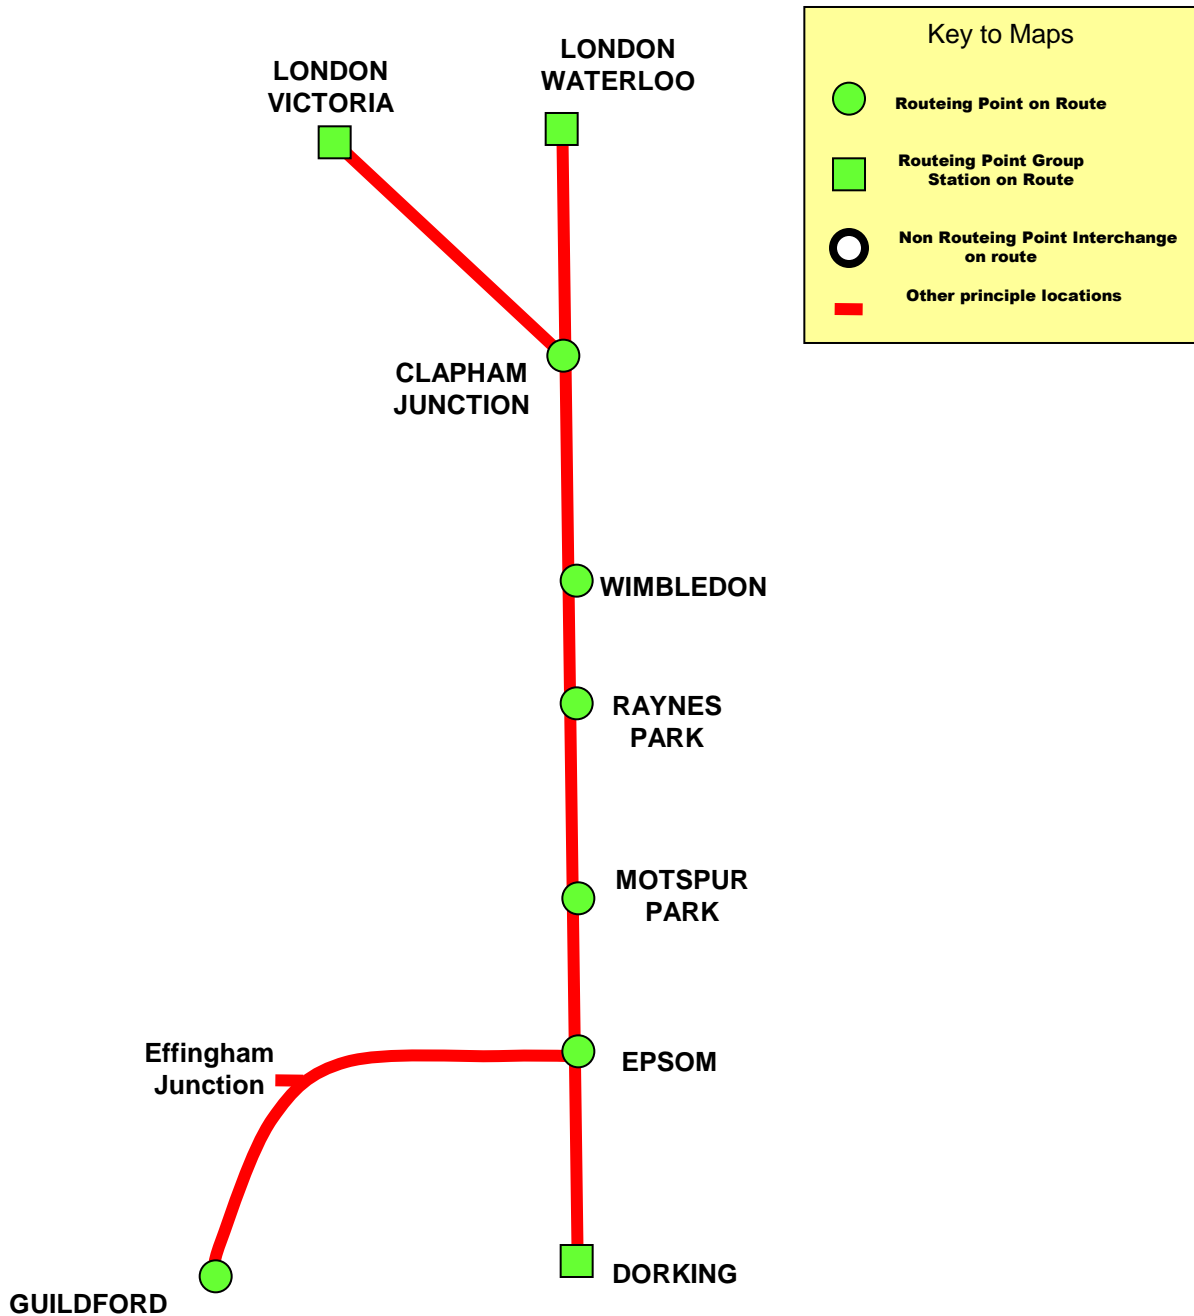 LONDON
VICTORIA
LONDON
WATERLOO
Key to Maps
Routeing Point on Route
Routeing Point Group
Station on Route
Non Routeing Point Interchange
on route
Other principle locations
CLAPHAM
JUNCTION
WIMBLEDON
RAYNES
PARK
MOTSPUR
PARK
Effingham
Junction
EPSOM
DORKING
GUILDFORD